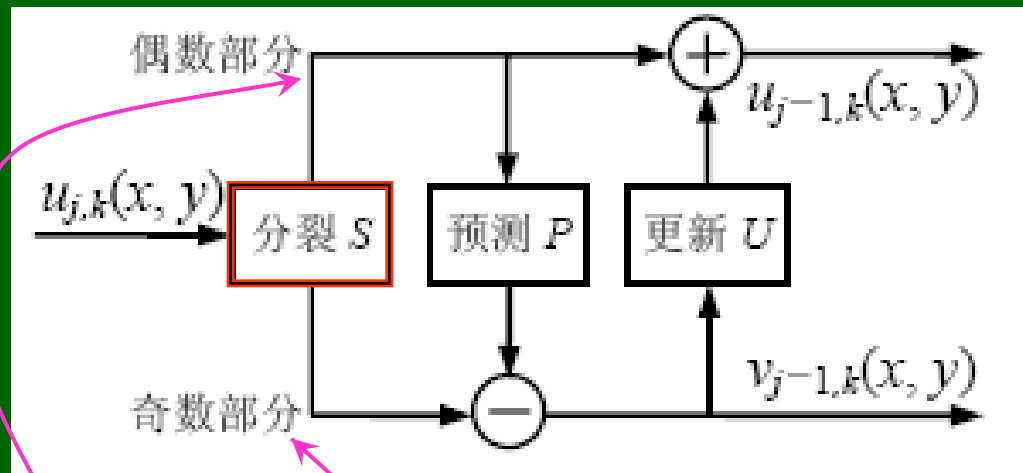 偶数部分
u_{j-1,k}(x, y)
u_{j,k}(x, y)
分裂 S
预测 P
更新 U
v_{j-1,k}(x, y)
奇数部分